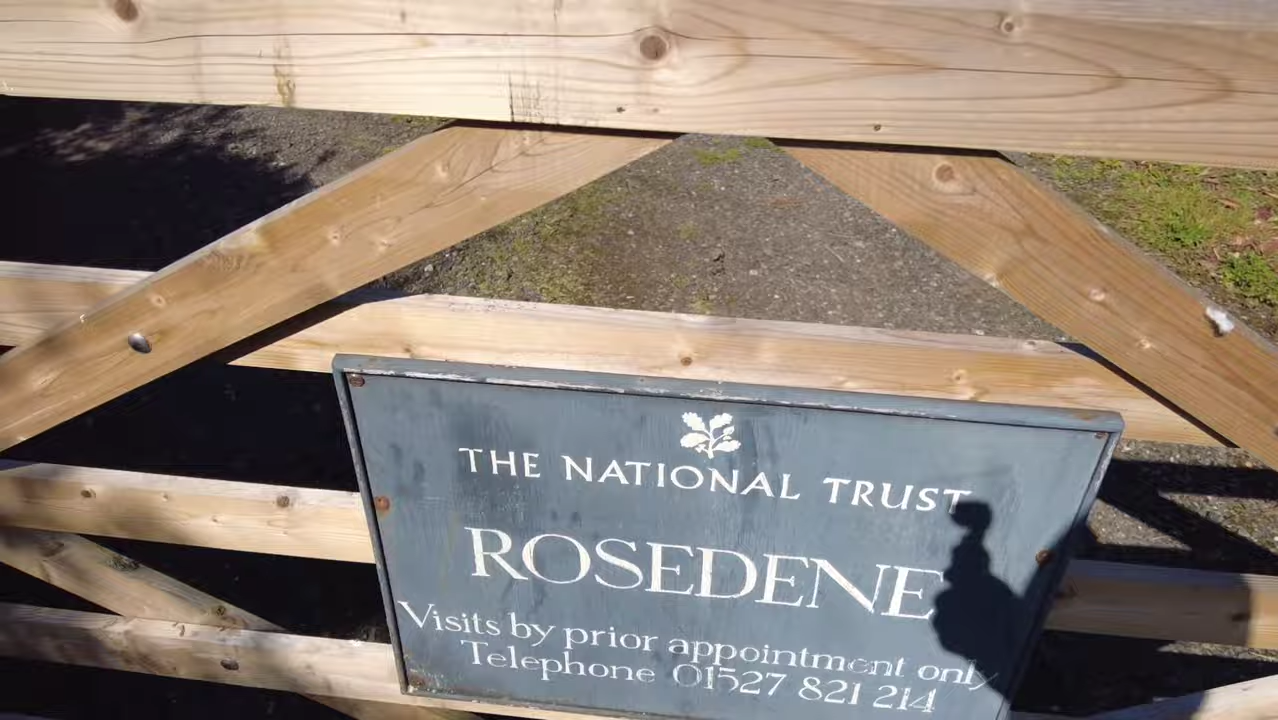 THE NATIONAL TRUST
ROSEDENE
Visits by prior appointment only
Telephone 01527 821 214